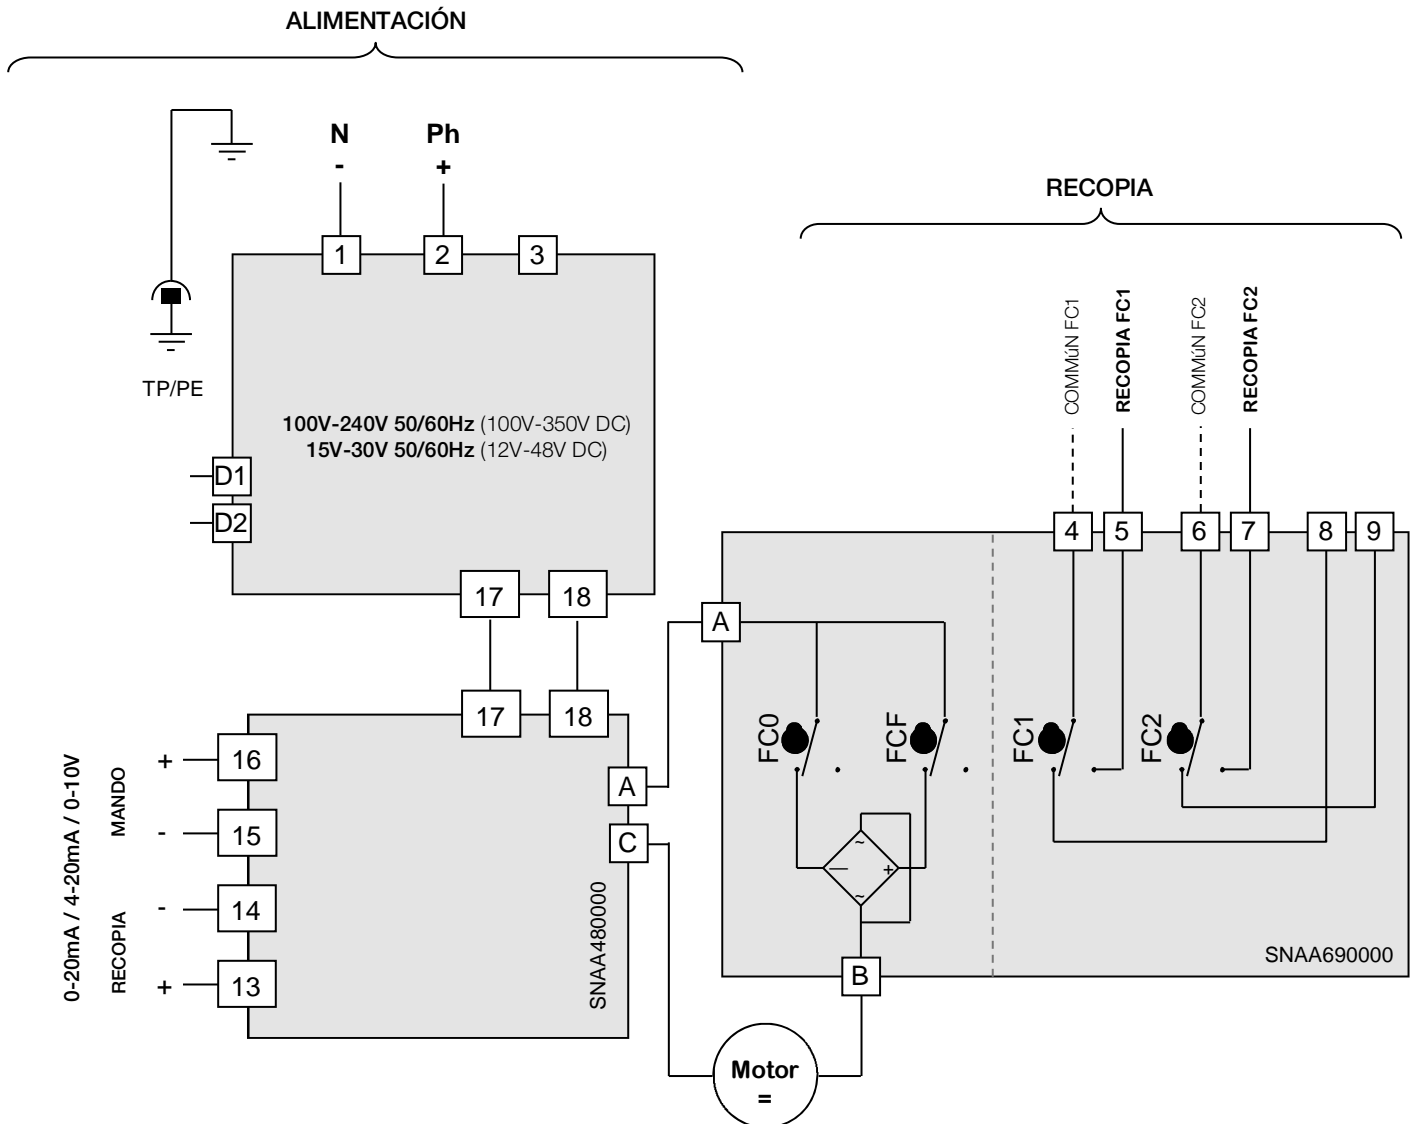 ALIMENTACIÓN
N
Ph
-
+
RECOPIA
1
2
3
COMMúN FC1
RECOPIA FC1
COMMúN FC2
RECOPIA FC2
TP/PE
100V-240V 50/60Hz (100V-350V DC)
15V-30V 50/60Hz (12V-48V DC)
D1
D2
4
5
6
7
8
9
17
18
A
17
18
FC0
FCF
FC1
FC2
0-20mA / 4-20mA / 0-10V
MANDO
+
16
-
15
RECOPIA
-
14
+
13
A
C
SNAA480000
~
—
+
~
SNAA690000
B
Motor
=